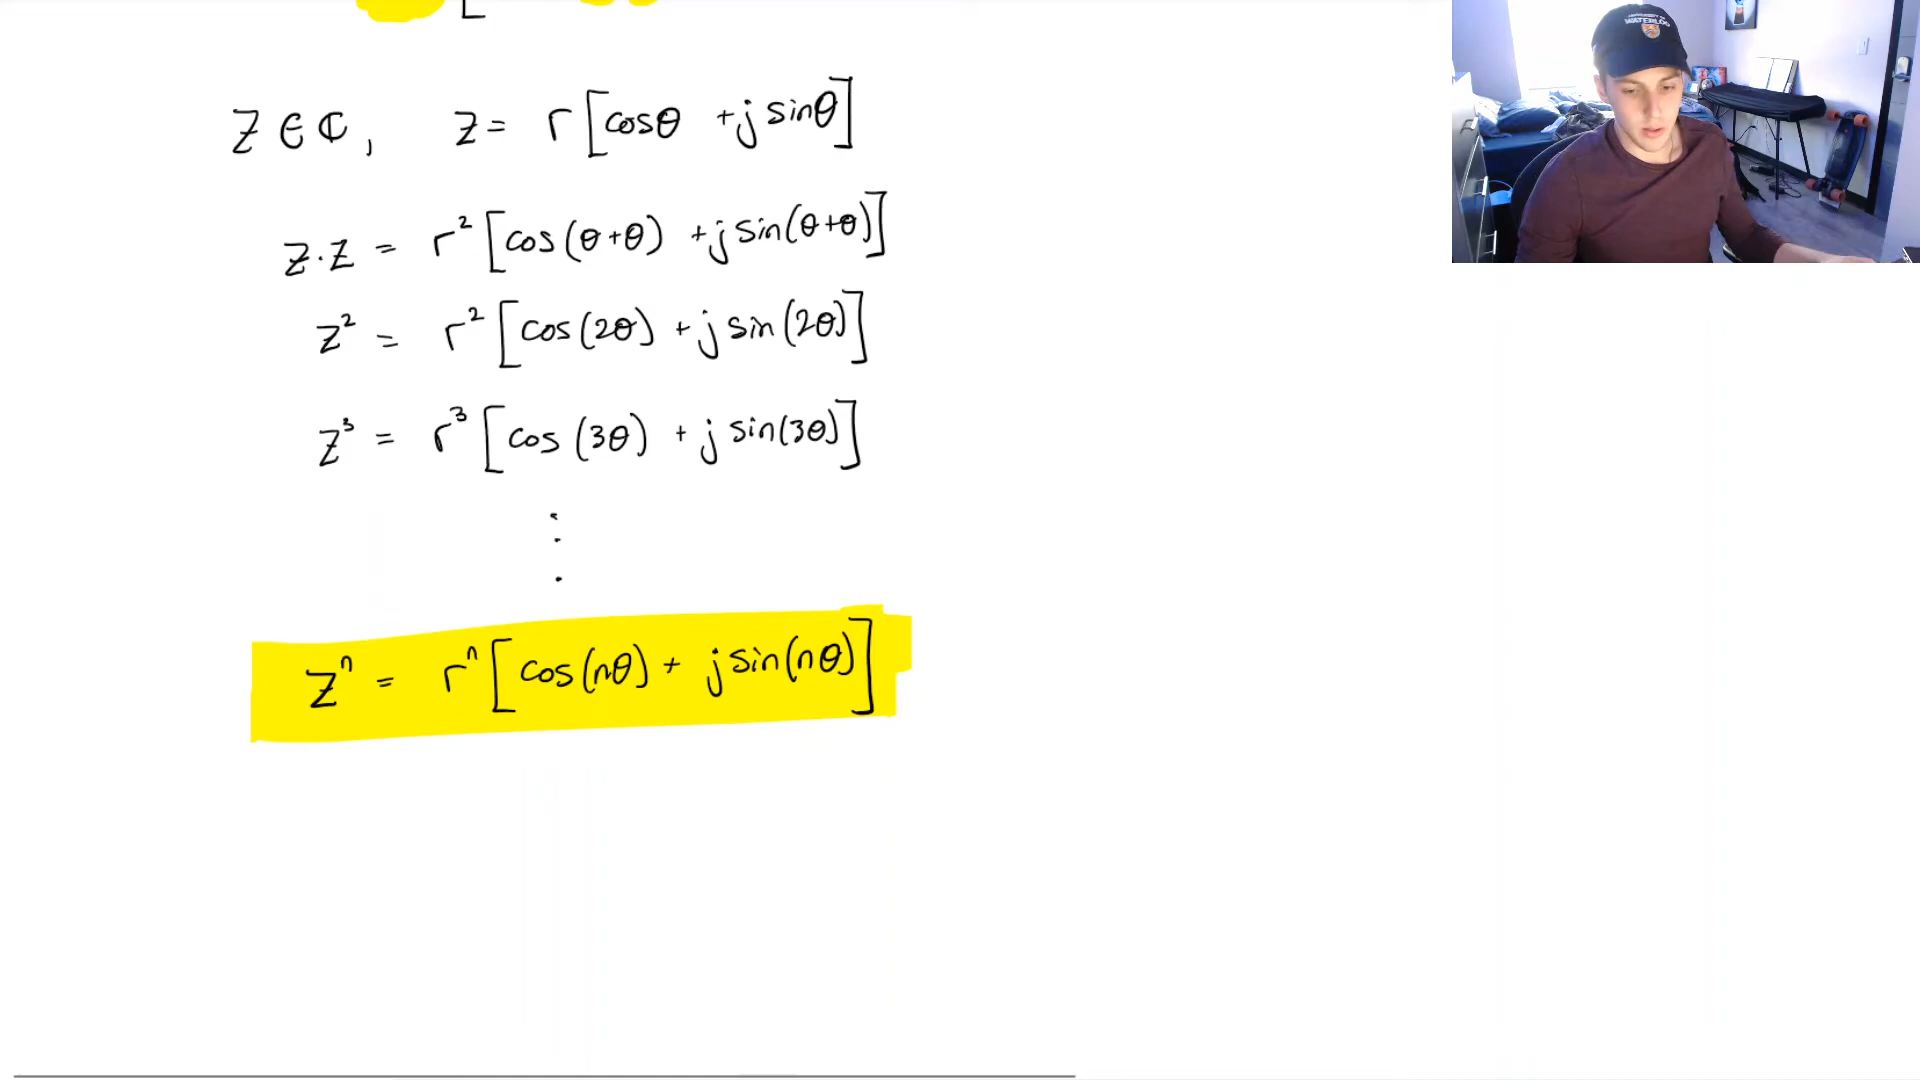 z ∈ ℂ, z = r [cosθ + j sinθ]
WATERLOO
z·z = r² [cos(θ+θ) + j sin(θ+θ)]
z² = r² [cos(2θ) + j sin(2θ)]
z³ = r³ [cos(3θ) + j sin(3θ)]
⋮
zⁿ = rⁿ [cos(nθ) + j sin(nθ)]